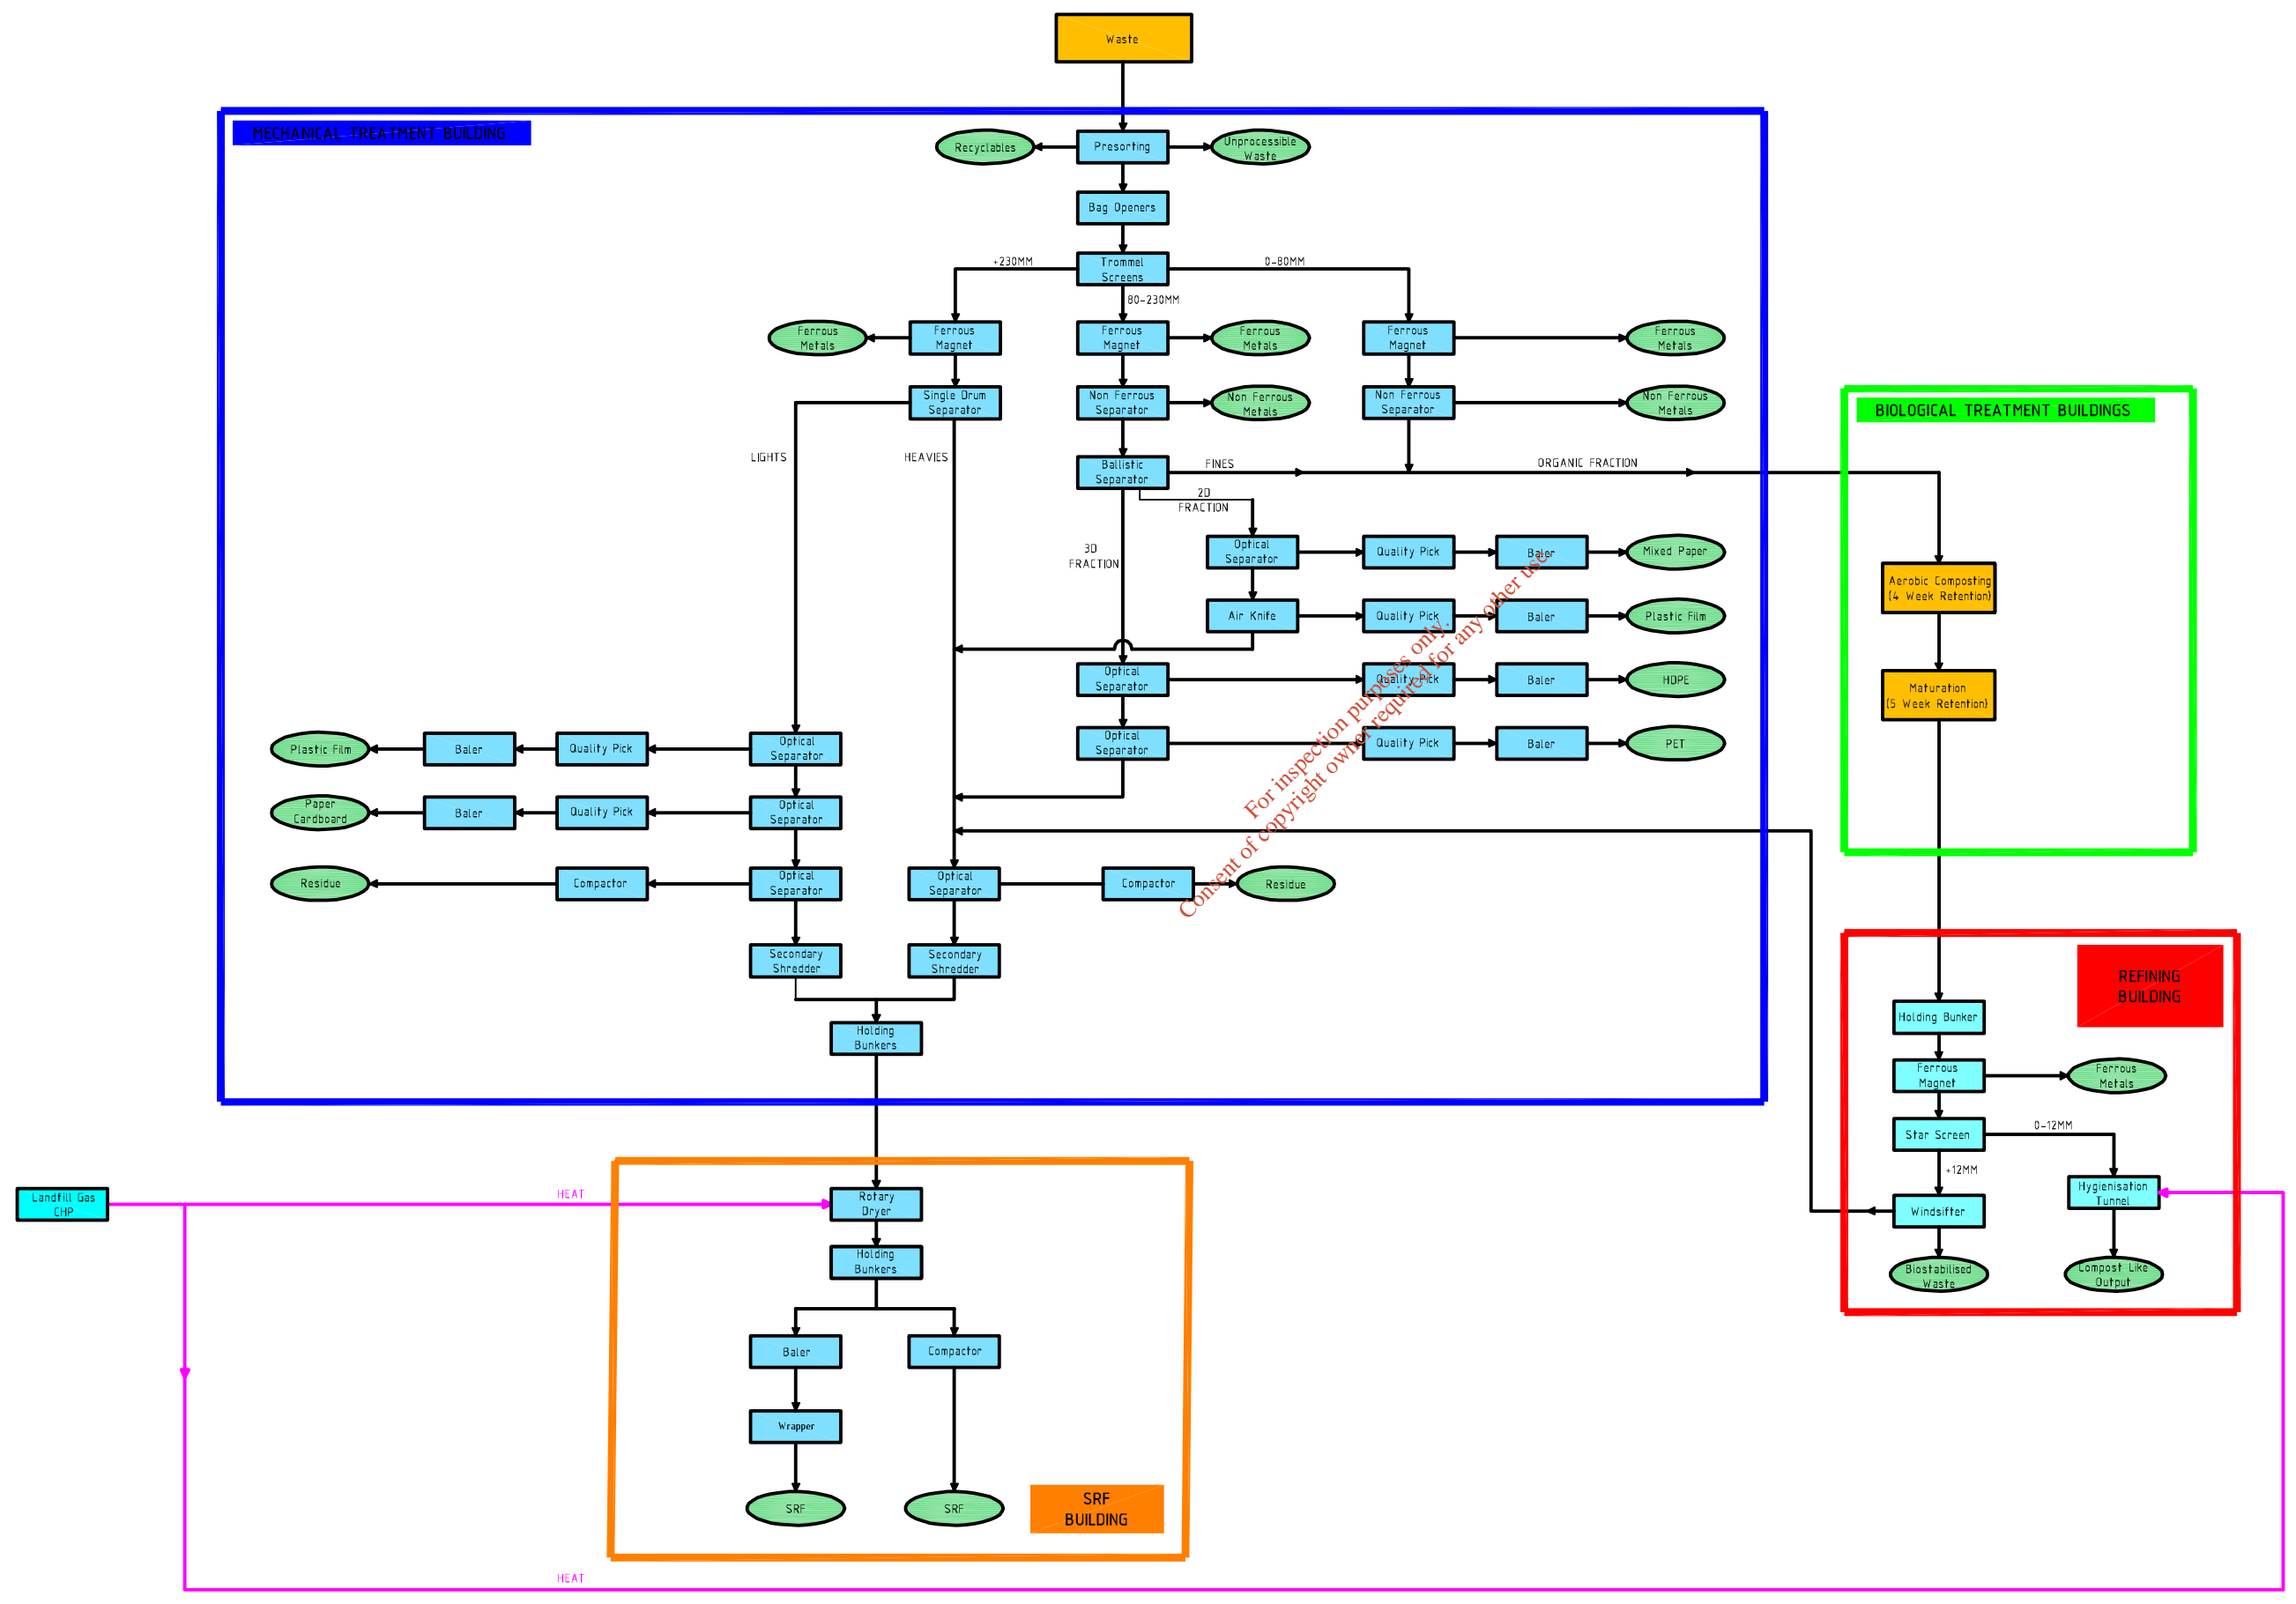 Waste
MECHANICAL TREATMENT BUILDING
Recyclables
Presorting
Unprocessible
Waste
Bag Openers
+230MM
Trommel
Screens
0-80MM
80-230MM
Ferrous
Metals
Ferrous
Magnet
Ferrous
Magnet
Ferrous
Metals
Ferrous
Magnet
Ferrous
Metals
Single Drum
Separator
Non Ferrous
Separator
Non Ferrous
Metals
Non Ferrous
Separator
Non Ferrous
Metals
BIOLOGICAL TREATMENT BUILDINGS
LIGHTS
HEAVIES
Ballistic
Separator
FINES
ORGANIC FRACTION
2D
FRACTION
3D
FRACTION
Optical
Separator
Quality Pick
Baler
Mixed Paper
Aerobic Composting
(4 Week Retention)
Air Knife
Quality Pick
Baler
Plastic Film
Optical
Separator
Quality Pick
Baler
HDPE
Maturation
(5 Week Retention)
Optical
Separator
Quality Pick
Baler
PET
Plastic Film
Baler
Quality Pick
Optical
Separator
Paper
Cardboard
Baler
Quality Pick
Optical
Separator
Residue
Compactor
Optical
Separator
Optical
Separator
Compactor
Residue
For inspection purposes only.
Consent of copyright owner required for any other use.
Secondary
Shredder
Secondary
Shredder
Holding
Bunkers
REFINING
BUILDING
Holding Bunker
Ferrous
Magnet
Ferrous
Metals
Star Screen
0-12MM
+12MM
Hygienisation
Tunnel
Windsifter
Biostabilised
Waste
Compost Like
Output
Landfill Gas
CHP
HEAT
Rotary
Dryer
Holding
Bunkers
Baler
Compactor
Wrapper
SRF
SRF
SRF
BUILDING
HEAT